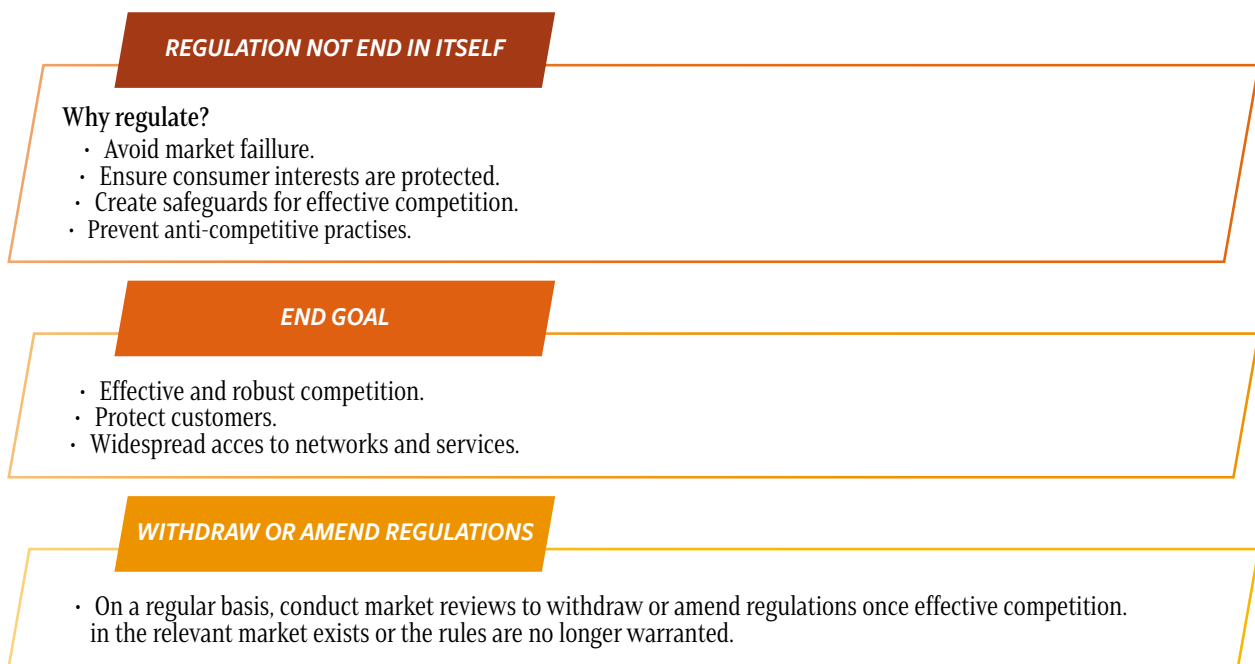 REGULATION NOT END IN ITSELF
Why regulate?
· Avoid market faillure.
· Ensure consumer interests are protected.
· Create safeguards for effective competition.
· Prevent anti-competitive practises.
END GOAL
· Effective and robust competition.
· Protect customers.
· Widespread acces to networks and services.
WITHDRAW OR AMEND REGULATIONS
· On a regular basis, conduct market reviews to withdraw or amend regulations once effective competition.
in the relevant market exists or the rules are no longer warranted.